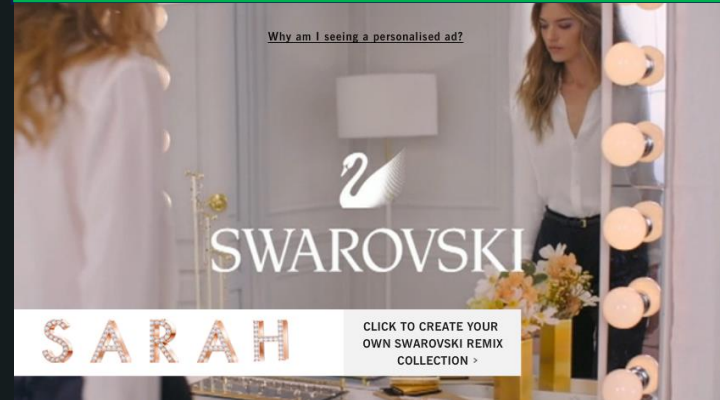 Why am I seeing a personalised ad?
SWAROVSKI
SARAH
CLICK TO CREATE YOUR
OWN SWAROVSKI REMIX
COLLECTION >